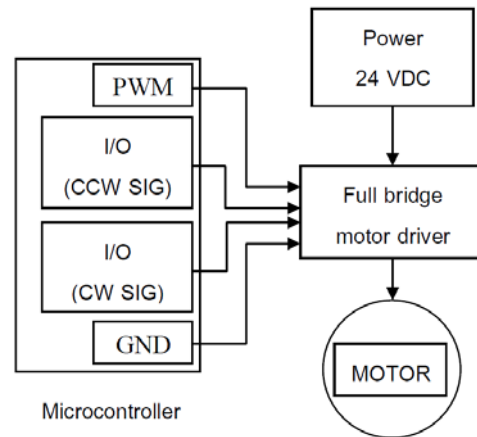 PWM
I/O
(CCW SIG)
I/O
(CW SIG)
GND
Microcontroller
Power
24 VDC
Full bridge
motor driver
MOTOR